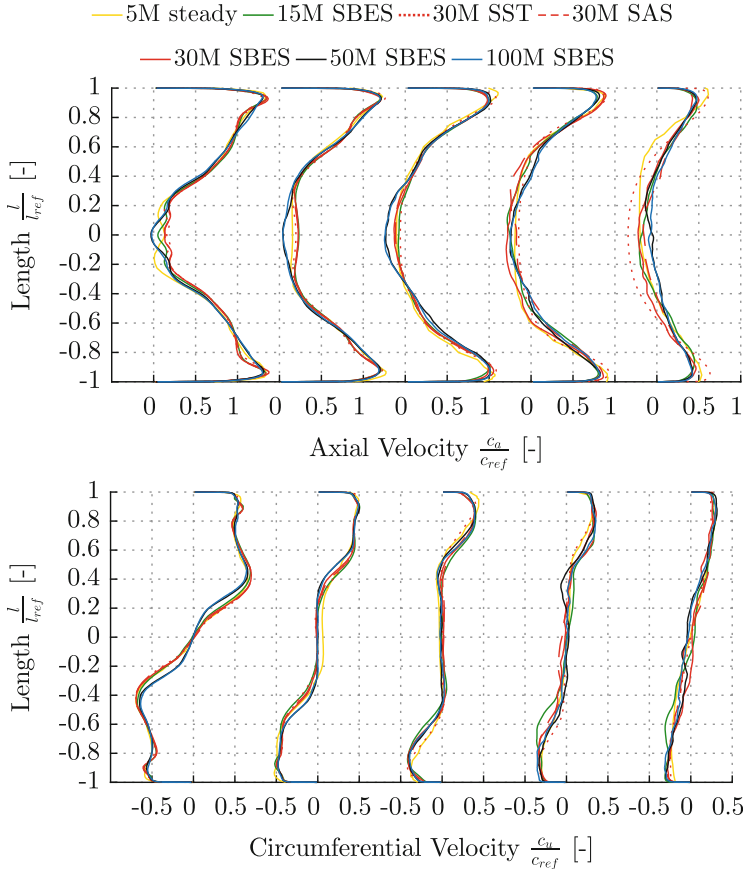 5M steady 15M SBES 30M SST 30M SAS
30M SBES 50M SBES 100M SBES
1
0.8
0.6
0.4
0.2
0
-0.2
-0.4
-0.6
-0.8
-1
Length l/l_ref [-]
0 0.5 1 0 0.5 1 0 0.5 1 0 0.5 1 0 0.5 1
Axial Velocity c_a/c_ref [-]
1
0.8
0.6
0.4
0.2
0
-0.2
-0.4
-0.6
-0.8
-1
Length l/l_ref [-]
-0.5 0 0.5 -0.5 0 0.5 -0.5 0 0.5 -0.5 0 0.5 -0.5 0 0.5
Circumferential Velocity c_u/c_ref [-]